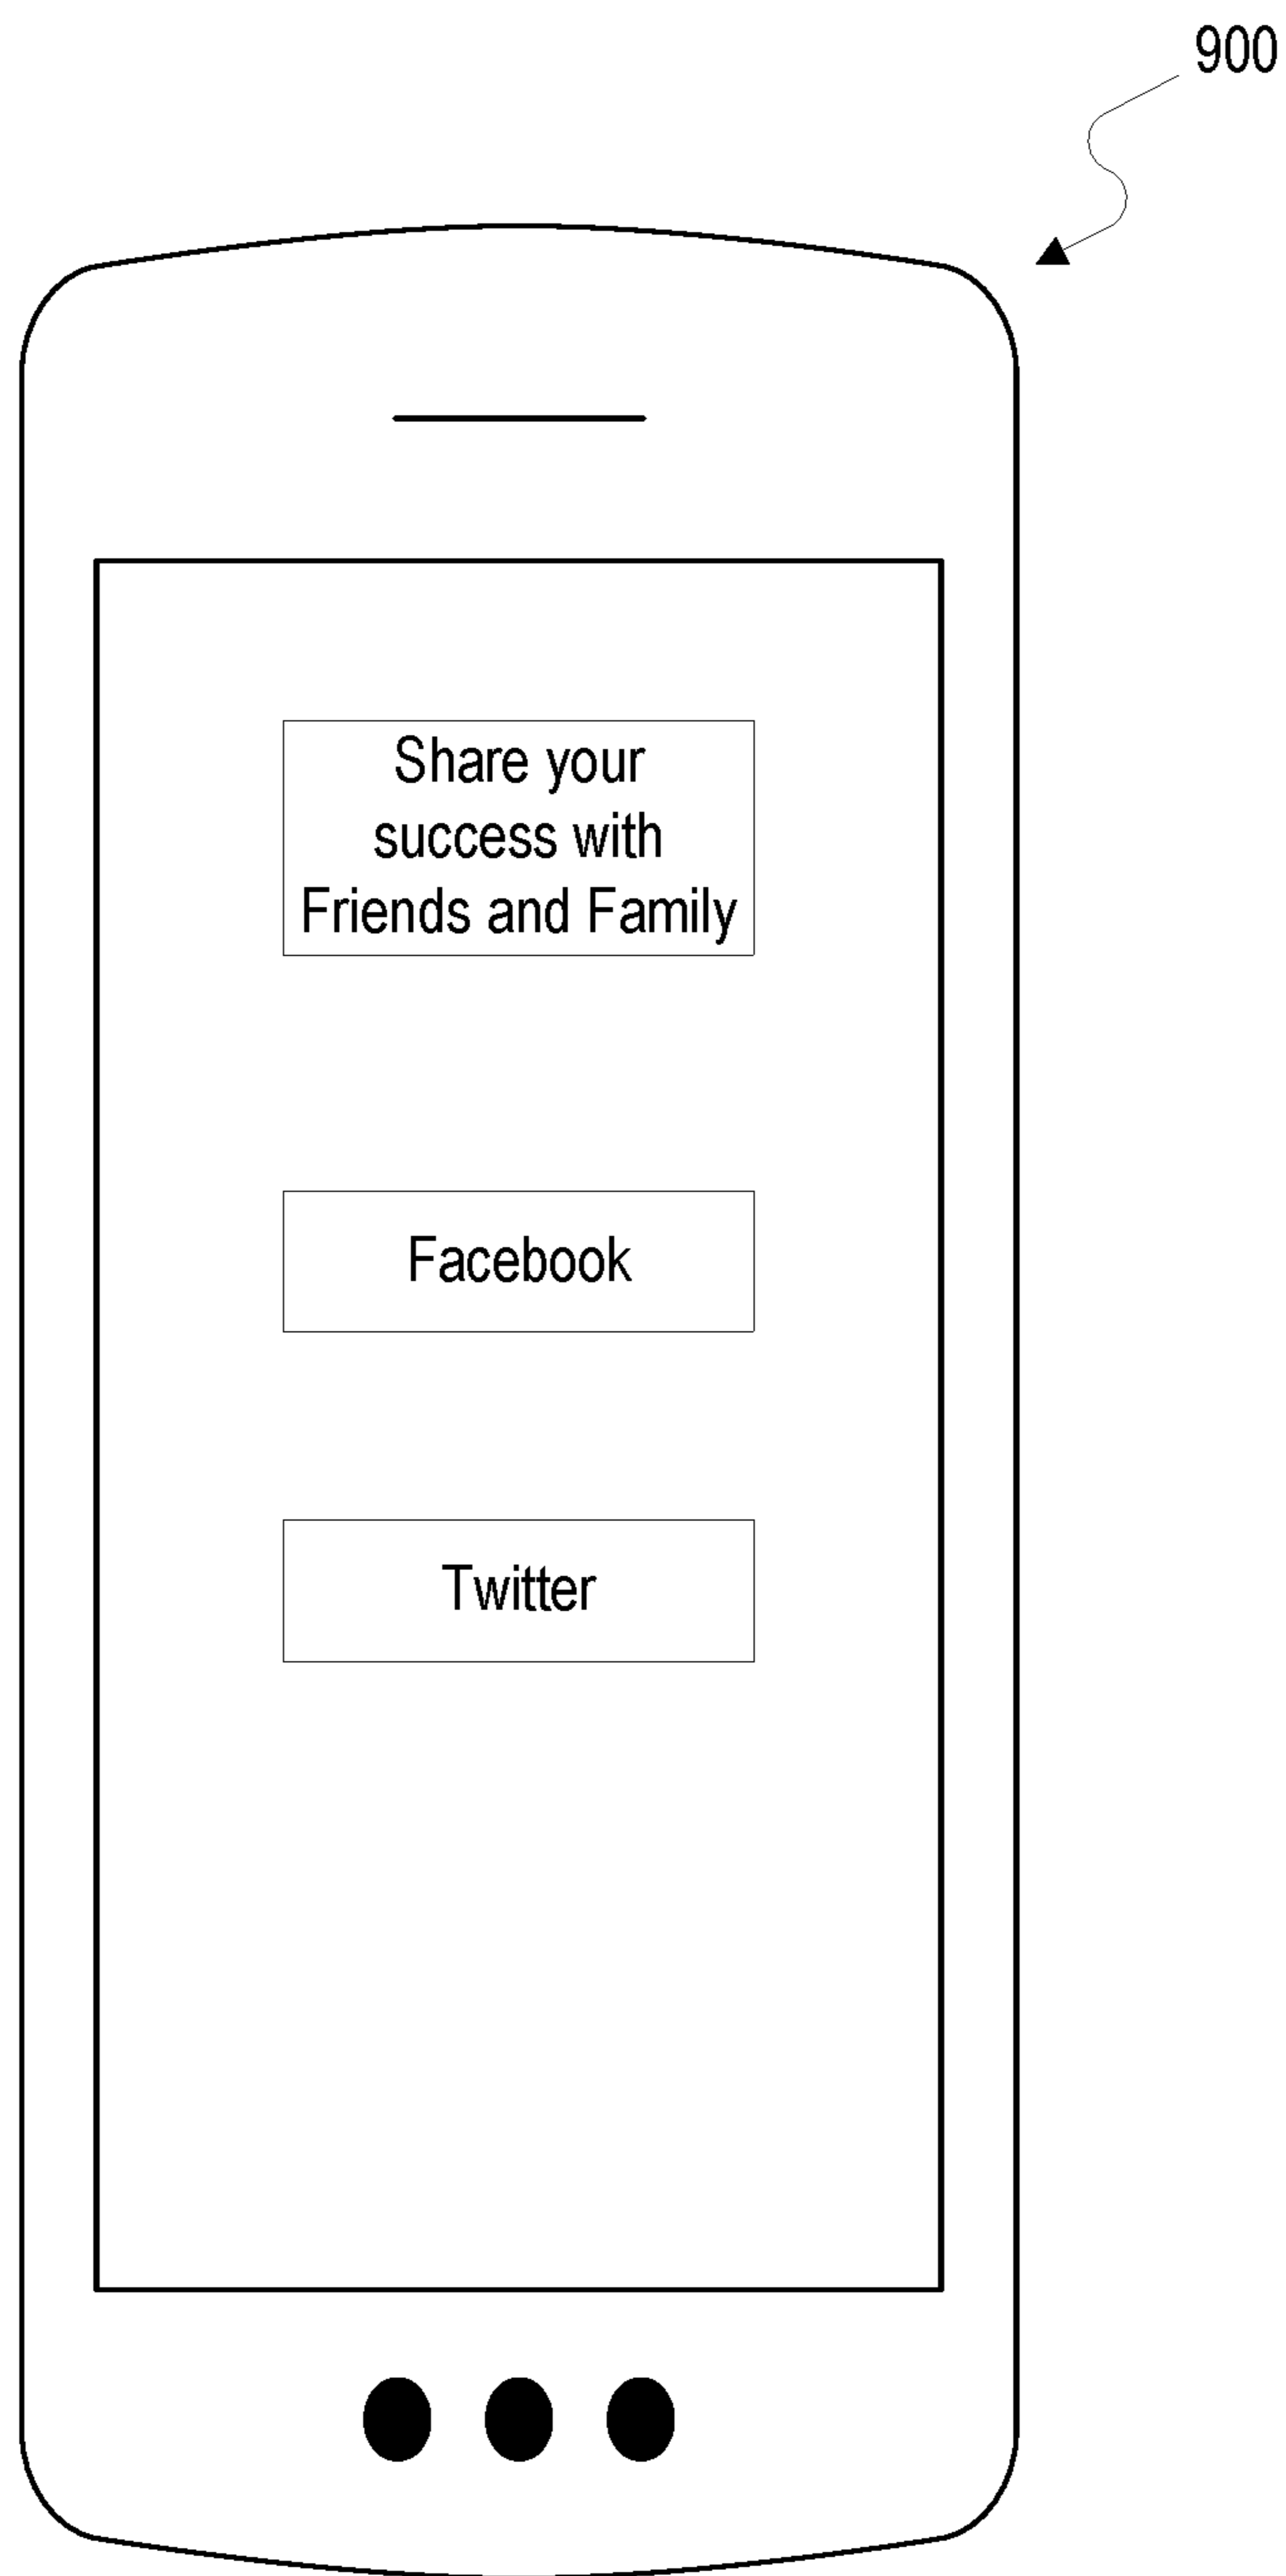 900
Share your
success with
Friends and Family
Facebook
Twitter